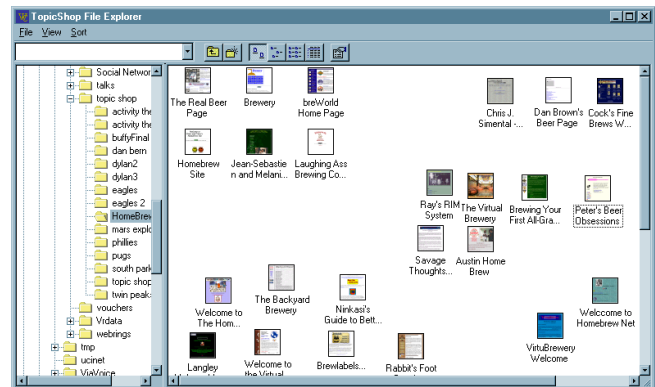 TopicShop File Explorer
File View Sort
Social Networ
talks
topic shop
activity the
activity the
buffyFinal
dan bern
dylan2
dylan3
eagles
eagles 2
HomeBrew
mars explo
phillies
pugs
south park
topic shop
twin peak
vouchers
Vrdata
webrings
tmp
ucinet
ViaVoice
The Real Beer
Page
Brewery
breWorld
Home Page
Chris J.
Simental -...
Dan Brown's
Beer Page
Cock's Fine
Brews W...
Homebrew
Site
Jean-Sebastie
n and Melani...
Laughing Ass
Brewing Co...
Ray's RIM
System
The Virtual
Brewery
Brewing Your
First All-Gra...
Peter's Beer
Obsessions
Savage
Thoughts...
Austin Home
Brew
Welcome to
The Hom...
The Backyard
Brewery
Ninkasi's
Guide to Bett...
Welcome to
Homebrew Net
VirtuBrewery
Welcome
Langley
Welcome to
the Virtual
Brewlabels...
Rabbit's Foot